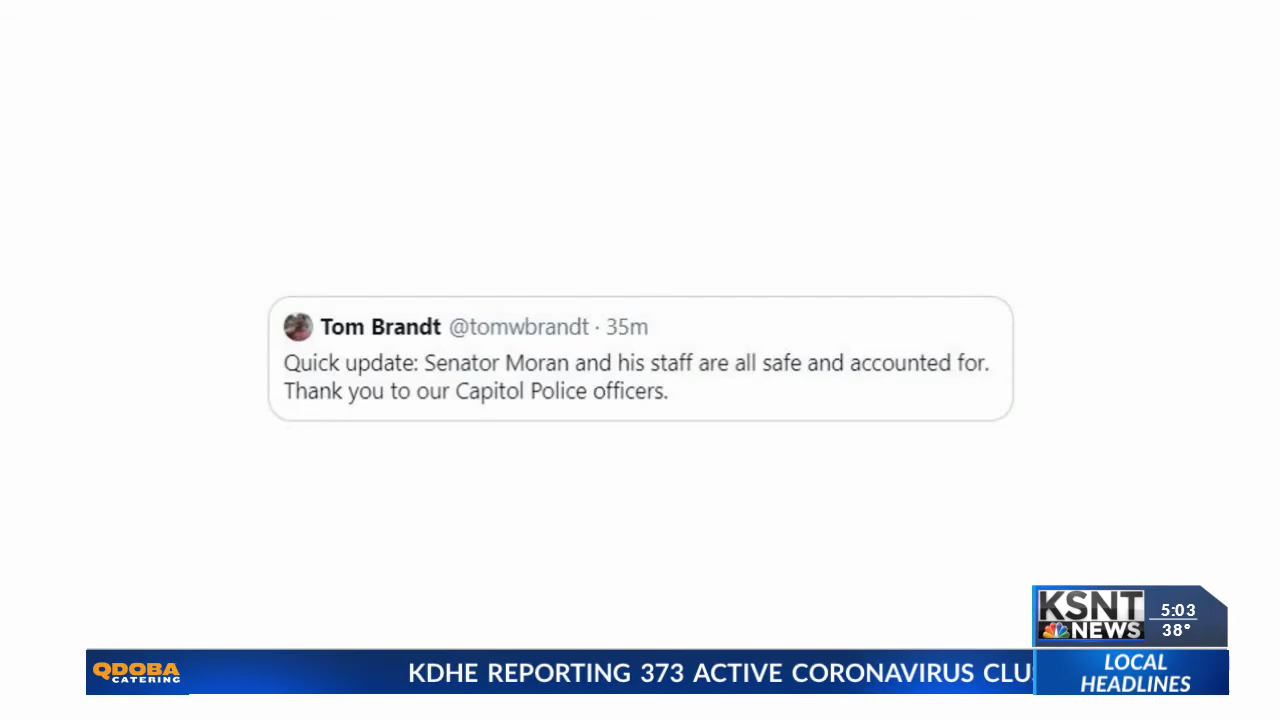 Tom Brandt @tomwbrandt · 35m
Quick update: Senator Moran and his staff are all safe and accounted for.
Thank you to our Capitol Police officers.
KSNT
NEWS
5:03
38°
QDOBA
CATERING
KDHE REPORTING 373 ACTIVE CORONAVIRUS
LOCAL
HEADLINES